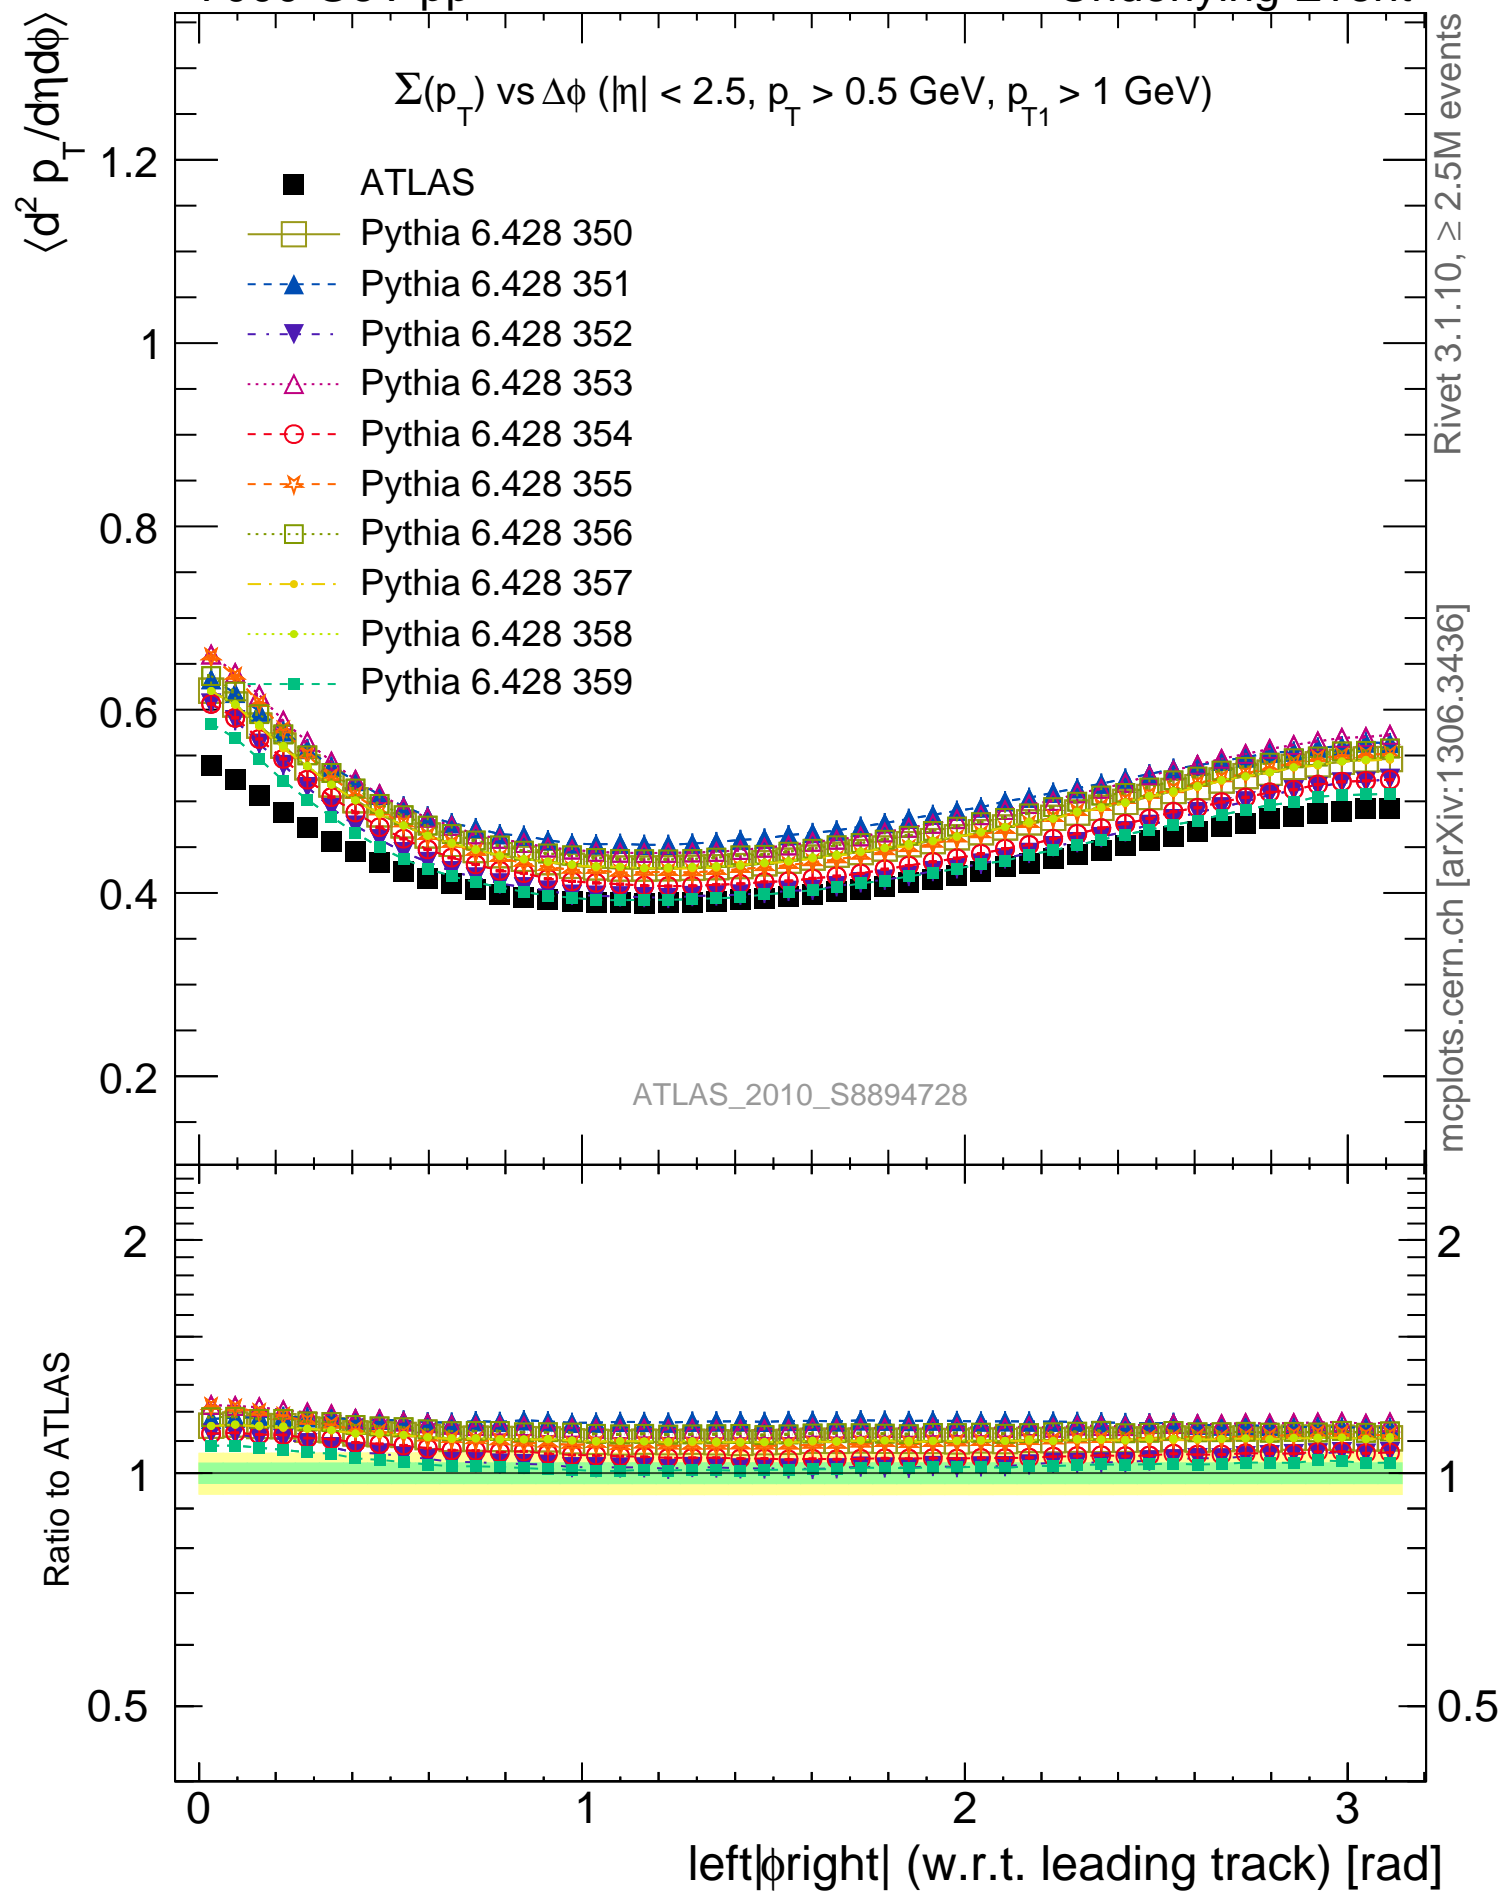 ⟨d² p_T/dηdϕ⟩
Σ(p_T) vs Δϕ (|η| < 2.5, p_T > 0.5 GeV, p_T1 > 1 GeV)
ATLAS
Pythia 6.428 350
Pythia 6.428 351
Pythia 6.428 352
Pythia 6.428 353
Pythia 6.428 354
Pythia 6.428 355
Pythia 6.428 356
Pythia 6.428 357
Pythia 6.428 358
Pythia 6.428 359
1.2
1
0.8
0.6
0.4
0.2
ATLAS_2010_S8894728
Rivet 3.1.10, ≥ 2.5M events
mcplots.cern.ch [arXiv:1306.3436]
Ratio to ATLAS
2
1
0.5
2
1
0.5
0
1
2
3
left|ϕright| (w.r.t. leading track) [rad]